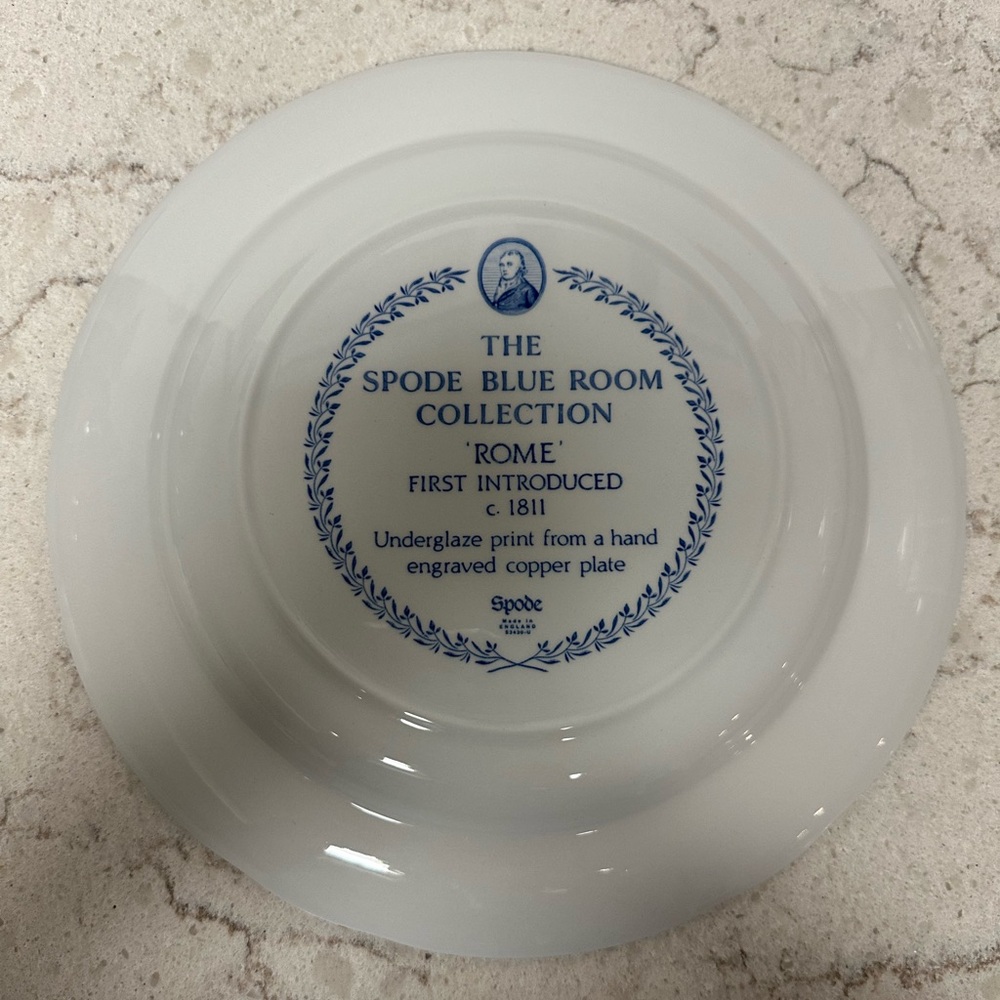 THE
SPODE BLUE ROOM
COLLECTION
'ROME'
FIRST INTRODUCED
c. 1811
Underglaze print from a hand
engraved copper plate
Spode
Made in
ENGLAND